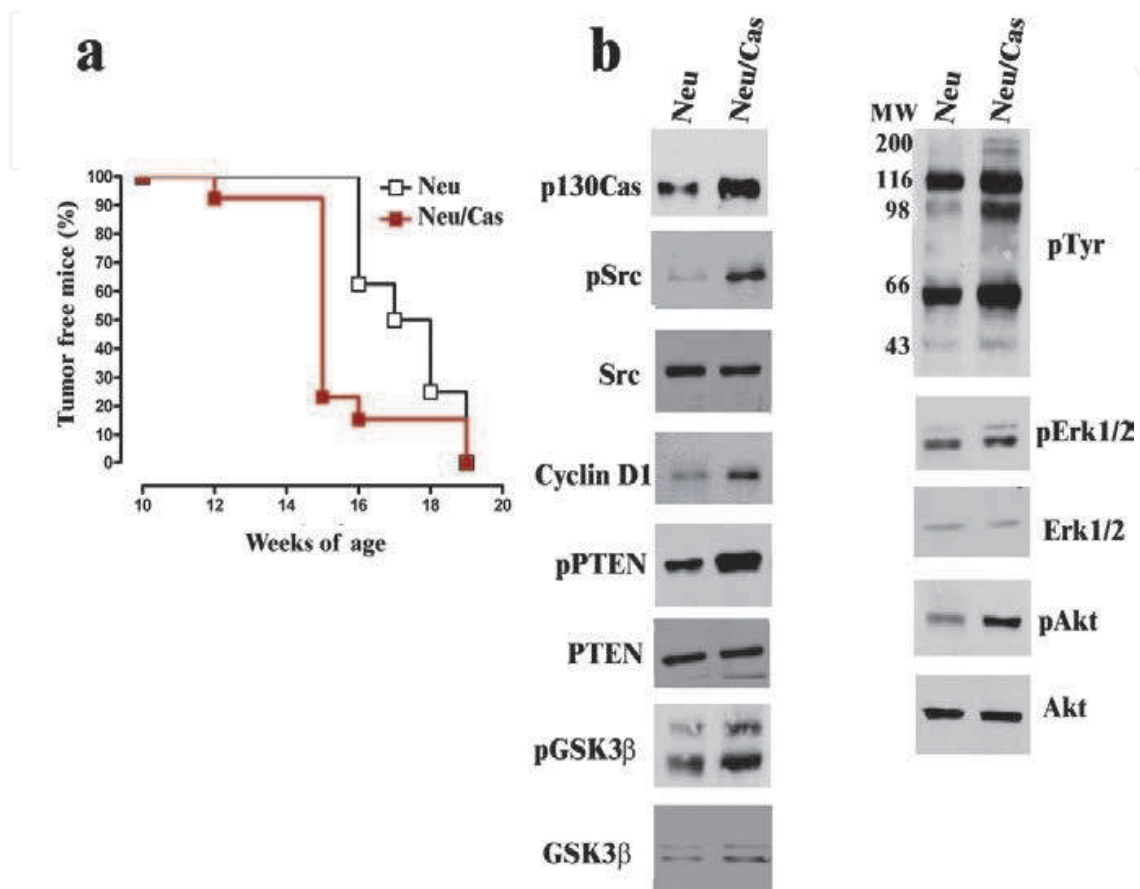 a
Tumor free mice (%)
100
90
80
70
60
50
40
30
20
10
0
Neu
Neu/Cas
10 12 14 16 18 20
Weeks of age
b
Neu Neu/Cas
p130Cas
pSrc
Src
Cyclin D1
pPTEN
PTEN
pGSK3β
GSK3β
Neu Neu/Cas
MW
200
116
98
66
43
pTyr
pErk1/2
Erk1/2
pAkt
Akt